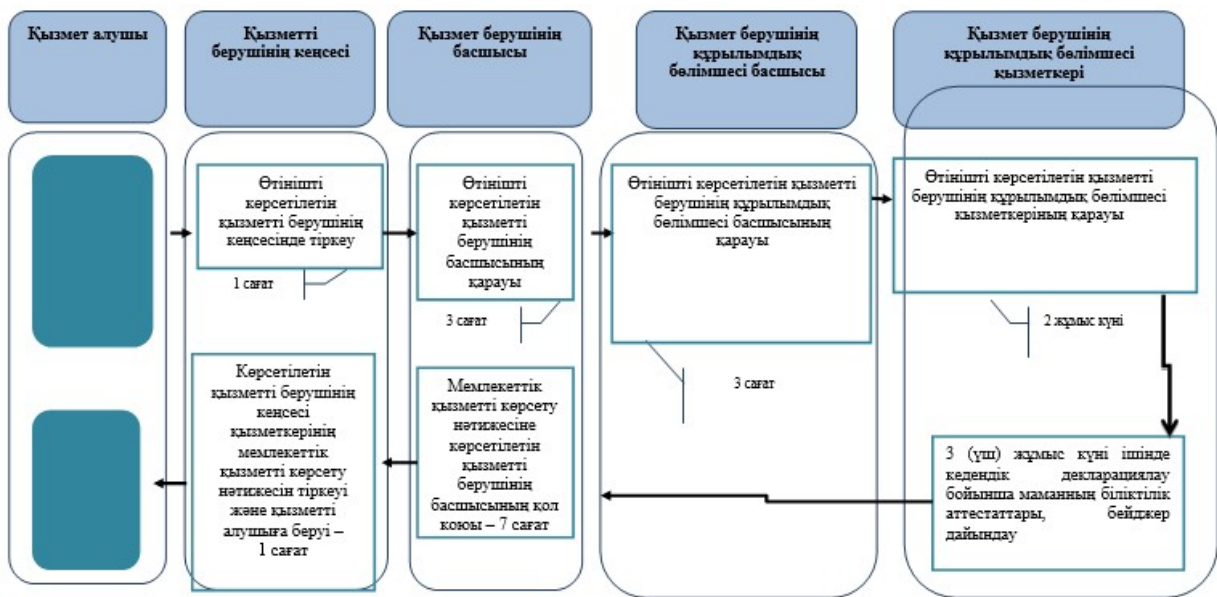 Қызмет алушы
Қызметті
берушінің кеңсесі
Қызмет берушінің
басшысы
Қызмет берушінің
құрылымдық
бөлімшесі басшысы
Қызмет берушінің
құрылымдық бөлімшесі
қызметкері
Өтінішті
көрсетілетін
қызметті берушінің
кеңсесінде тіркеу
1 сағат
Өтінішті
көрсетілетін
қызметті
берушінің
басшысының
қарауы
3 сағат
Өтінішті көрсетілетін қызметті
берушінің құрылымдық
бөлімшесі басшысының
қарауы
3 сағат
Өтінішті көрсетілетін қызметті
берушінің құрылымдық бөлімшесі
қызметкеріның қарауы
2 жұмыс күні
Көрсетілетін
қызметті берушінің
кеңсесі
қызметкерінің
мемлекеттік
қызметті көрсету
нәтижесін тіркеуі
және қызметті
алушыға беруі –
1 сағат
Мемлекеттік
қызметті көрсету
нәтижесіне
көрсетілетін
қызметті
берушінің
басшысының қол
қоюы – 7 сағат
3 (үш) жұмыс күні ішінде
кедендік декларациялау
бойынша маманның біліктілік
аттестаттары, бейджер
дайындау